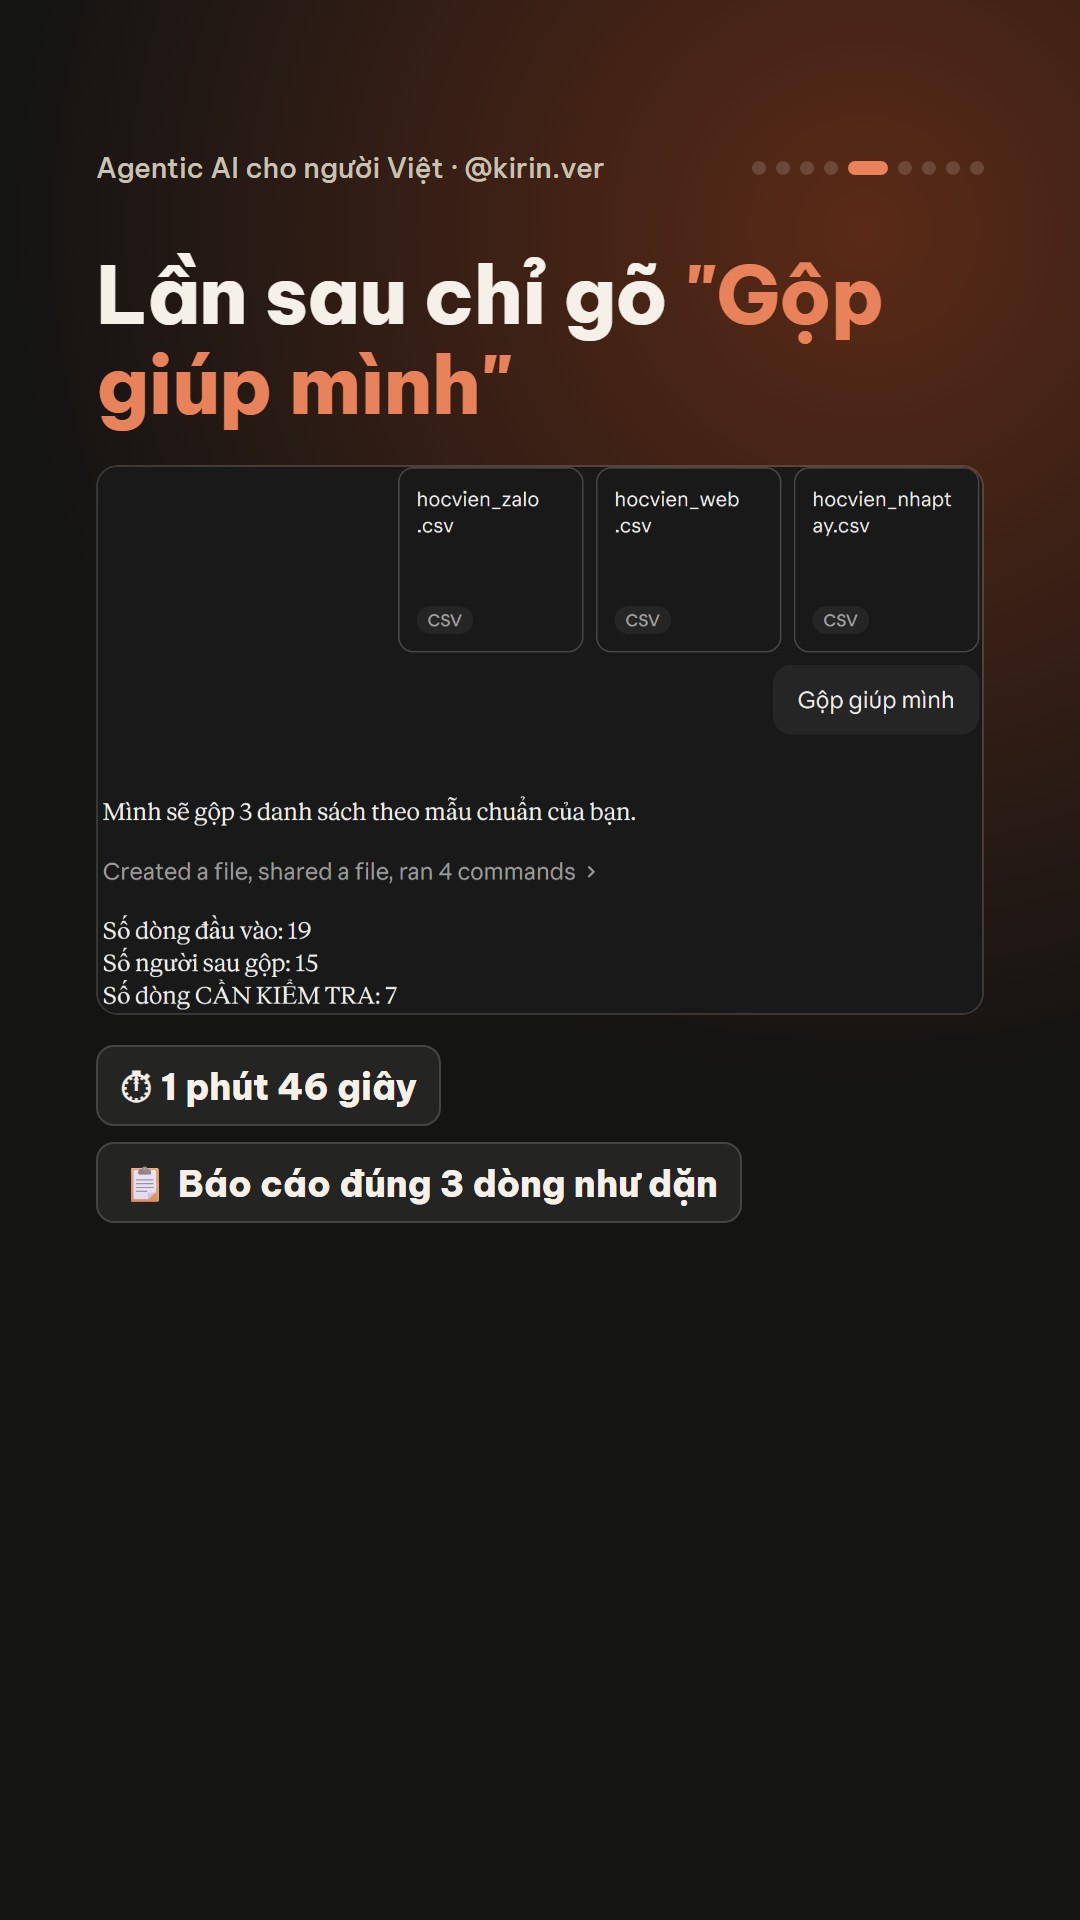 Agentic AI cho người Việt · @kirin.ver
Lần sau chỉ gõ "Gộp
giúp mình"
hocvien_zalo
.csv
CSV
hocvien_web
.csv
CSV
hocvien_nhapt
ay.csv
CSV
Gộp giúp mình
Mình sẽ gộp 3 danh sách theo mẫu chuẩn của bạn.
Created a file, shared a file, ran 4 commands >
Số dòng đầu vào: 19
Số người sau gộp: 15
Số dòng CẦN KIỂM TRA: 7
⏱ 1 phút 46 giây
📋 Báo cáo đúng 3 dòng như dặn